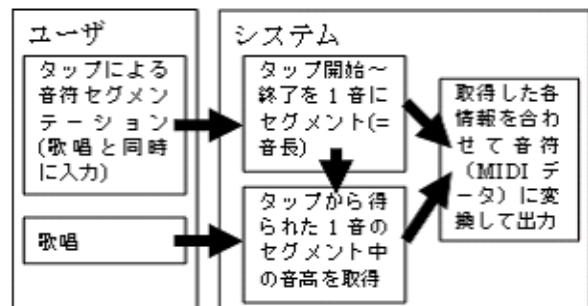 ユーザ
タップによる
音符セグメン
テーション
(歌唱と同時
に入力)
歌唱
システム
タップ開始～
終了を1音に
セグメント(=
音長)
タップから得
られた1音の
セグメント中
の音高を取得
取得した各
情報を合わ
せて音符
（MIDI デ
ータ）に変
換して出力